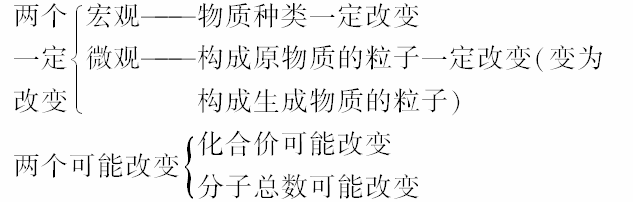 两个 宏观——物质种类一定改变
一定 微观——构成原物质的粒子一定改变(变为
改变 构成生成物质的粒子)
化合价可能改变
两个可能改变
分子总数可能改变